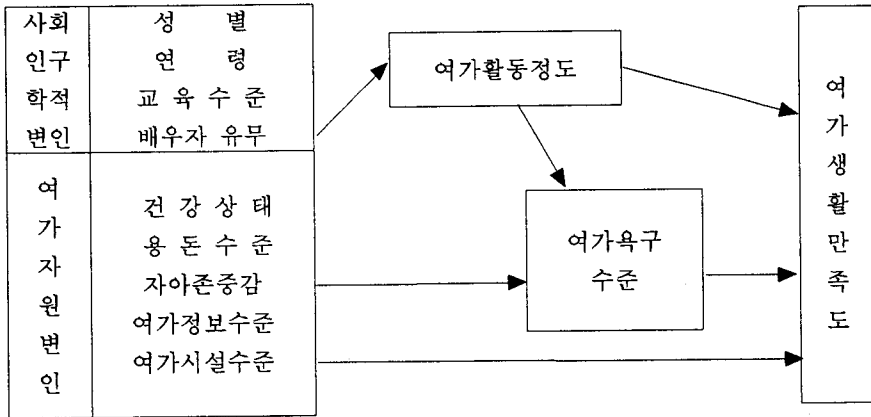 사회 성 별
인구 연 령
학적 교 육 수 준
변인 배우자 유무
여가자원변인
건 강 상 태
용 돈 수 준
자아존중감
여가정보수준
여가시설수준
여가활동정도
여가욕구
수준
여가생활만족도